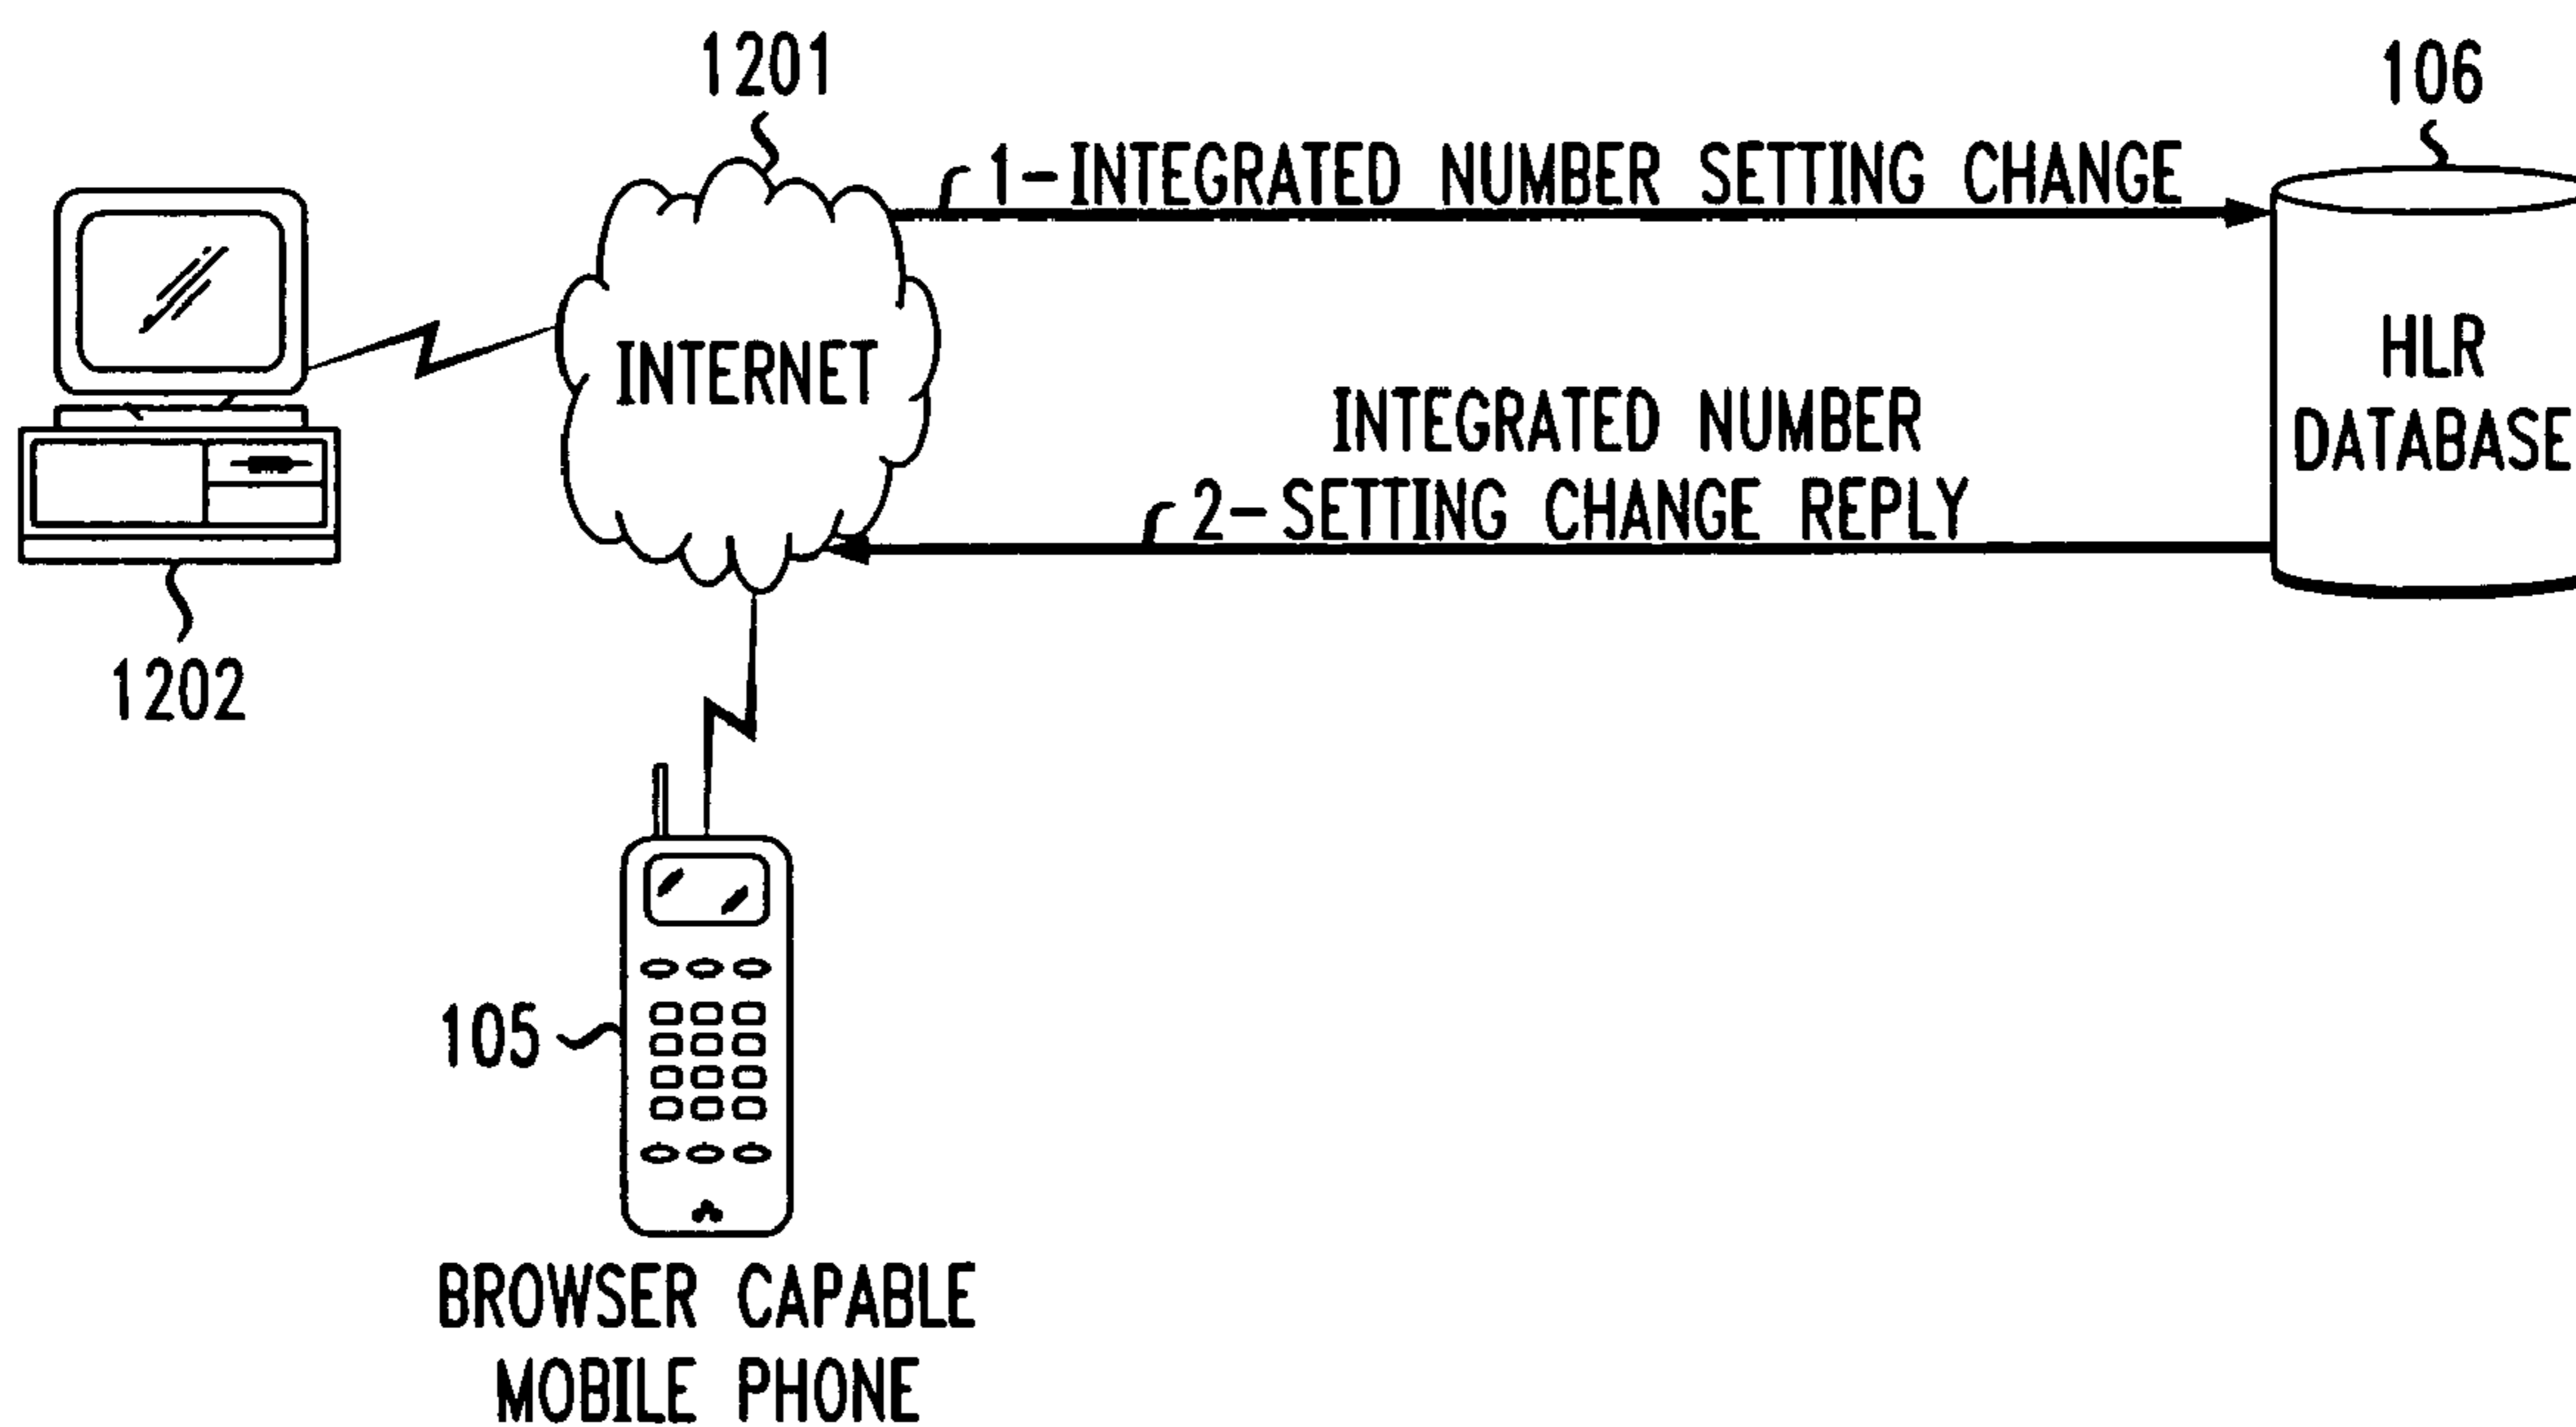 1201
106
1-INTEGRATED NUMBER SETTING CHANGE
INTERNET
HLR
DATABASE
INTEGRATED NUMBER
2-SETTING CHANGE REPLY
1202
105
BROWSER CAPABLE
MOBILE PHONE